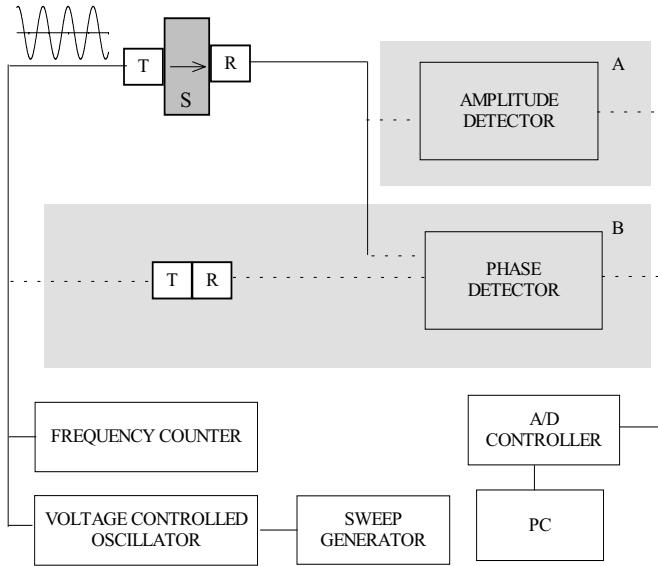 T
R
S
A
AMPLITUDE
DETECTOR
B
T
R
PHASE
DETECTOR
FREQUENCY COUNTER
A/D
CONTROLLER
VOLTAGE CONTROLLED
OSCILLATOR
SWEEP
GENERATOR
PC